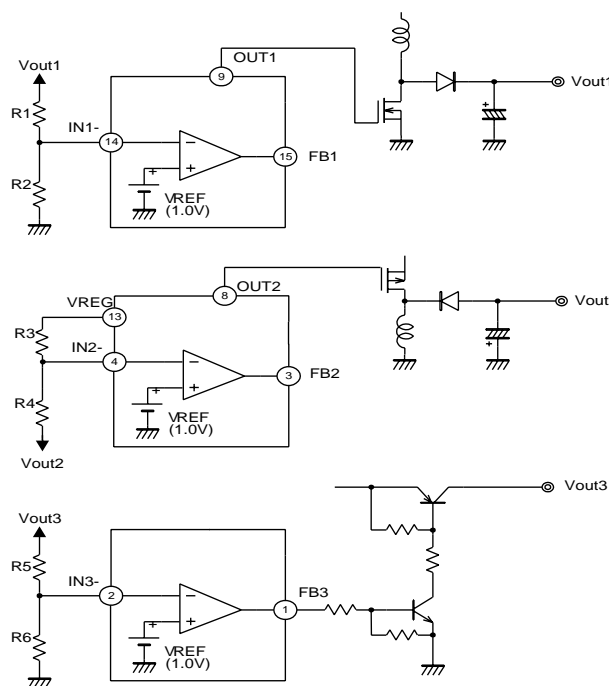 OUT1
Vout1
9
Vout1
R1
IN1-
14
15
FB1
R2
VREF
(1.0V)
OUT2
VREG
8
13
Vout
R3
IN2-
4
3
FB2
R4
VREF
(1.0V)
Vout2
Vout3
Vout3
R5
IN3-
FB3
2
1
R6
VREF
(1.0V)